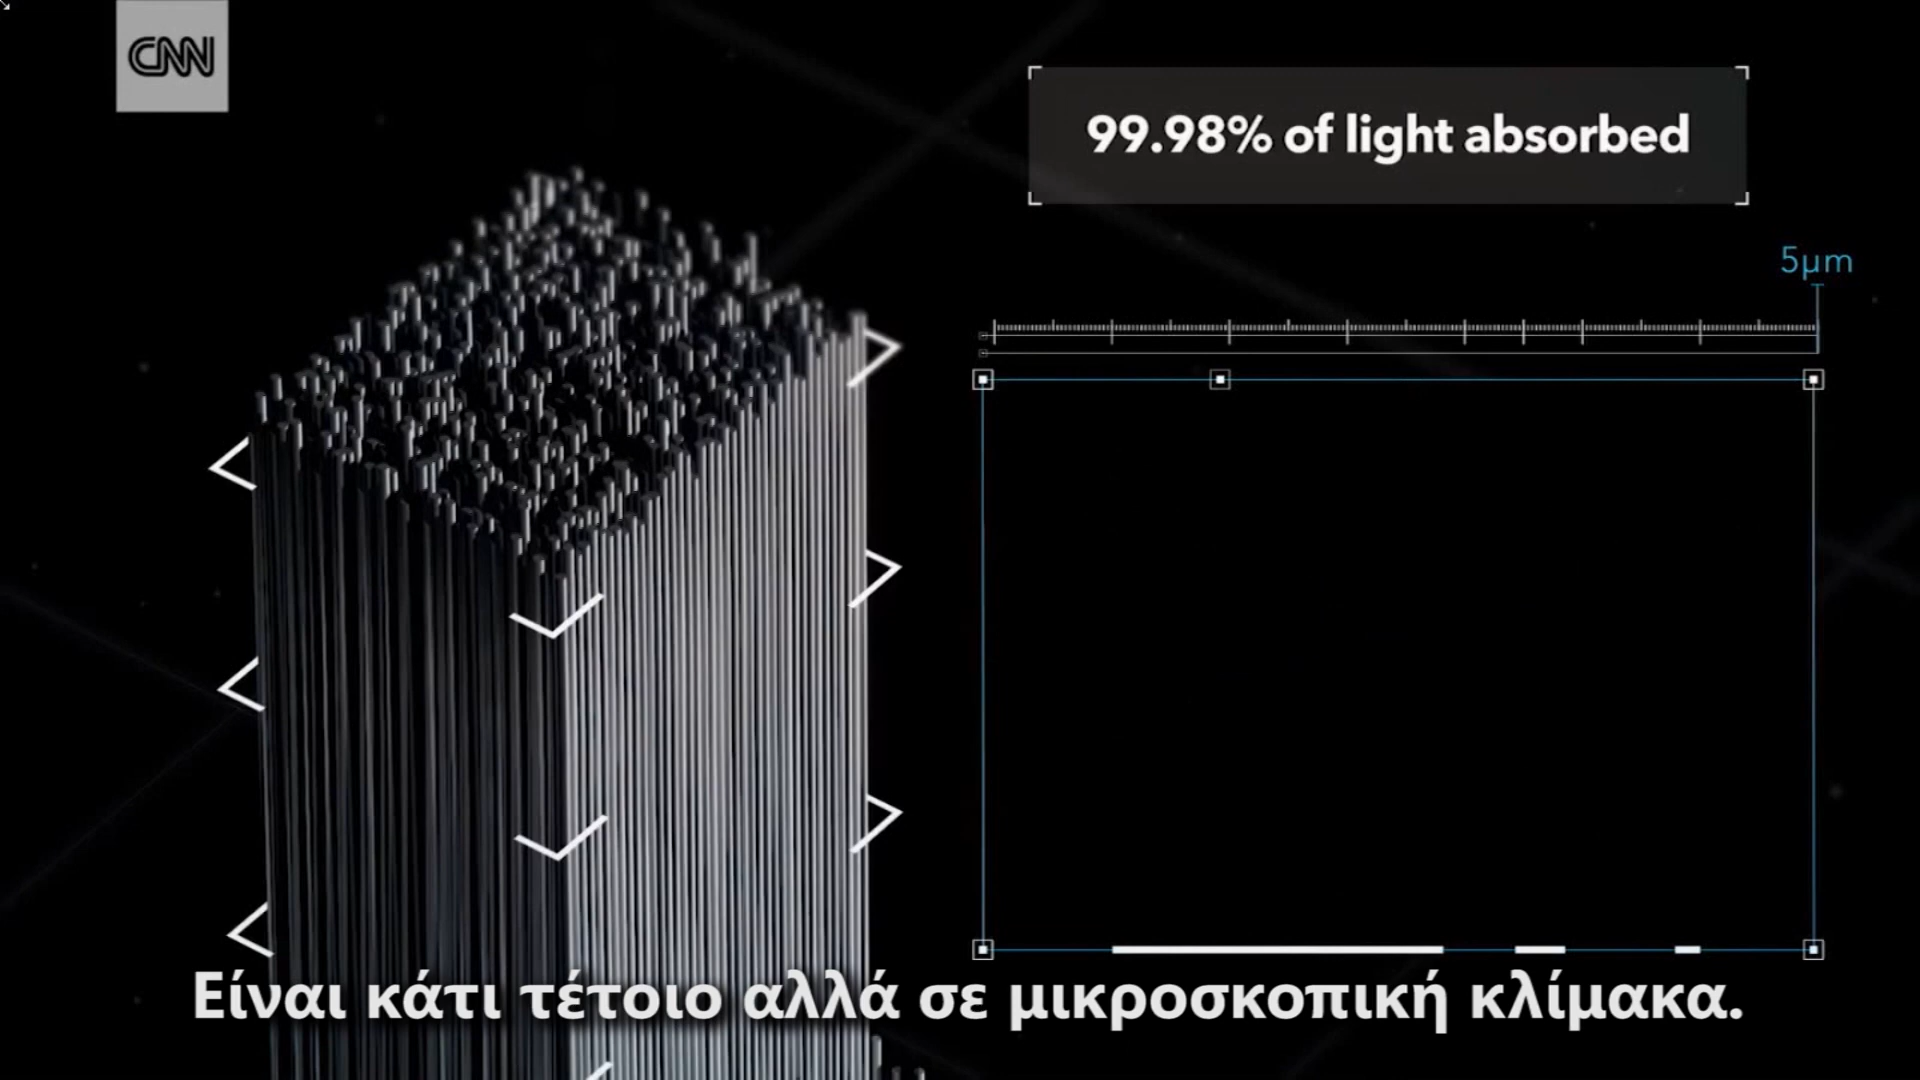 CNN
99.98% of light absorbed
5μm
Είναι κάτι τέτοιο αλλά σε μικροσκοπική κλίμακα.